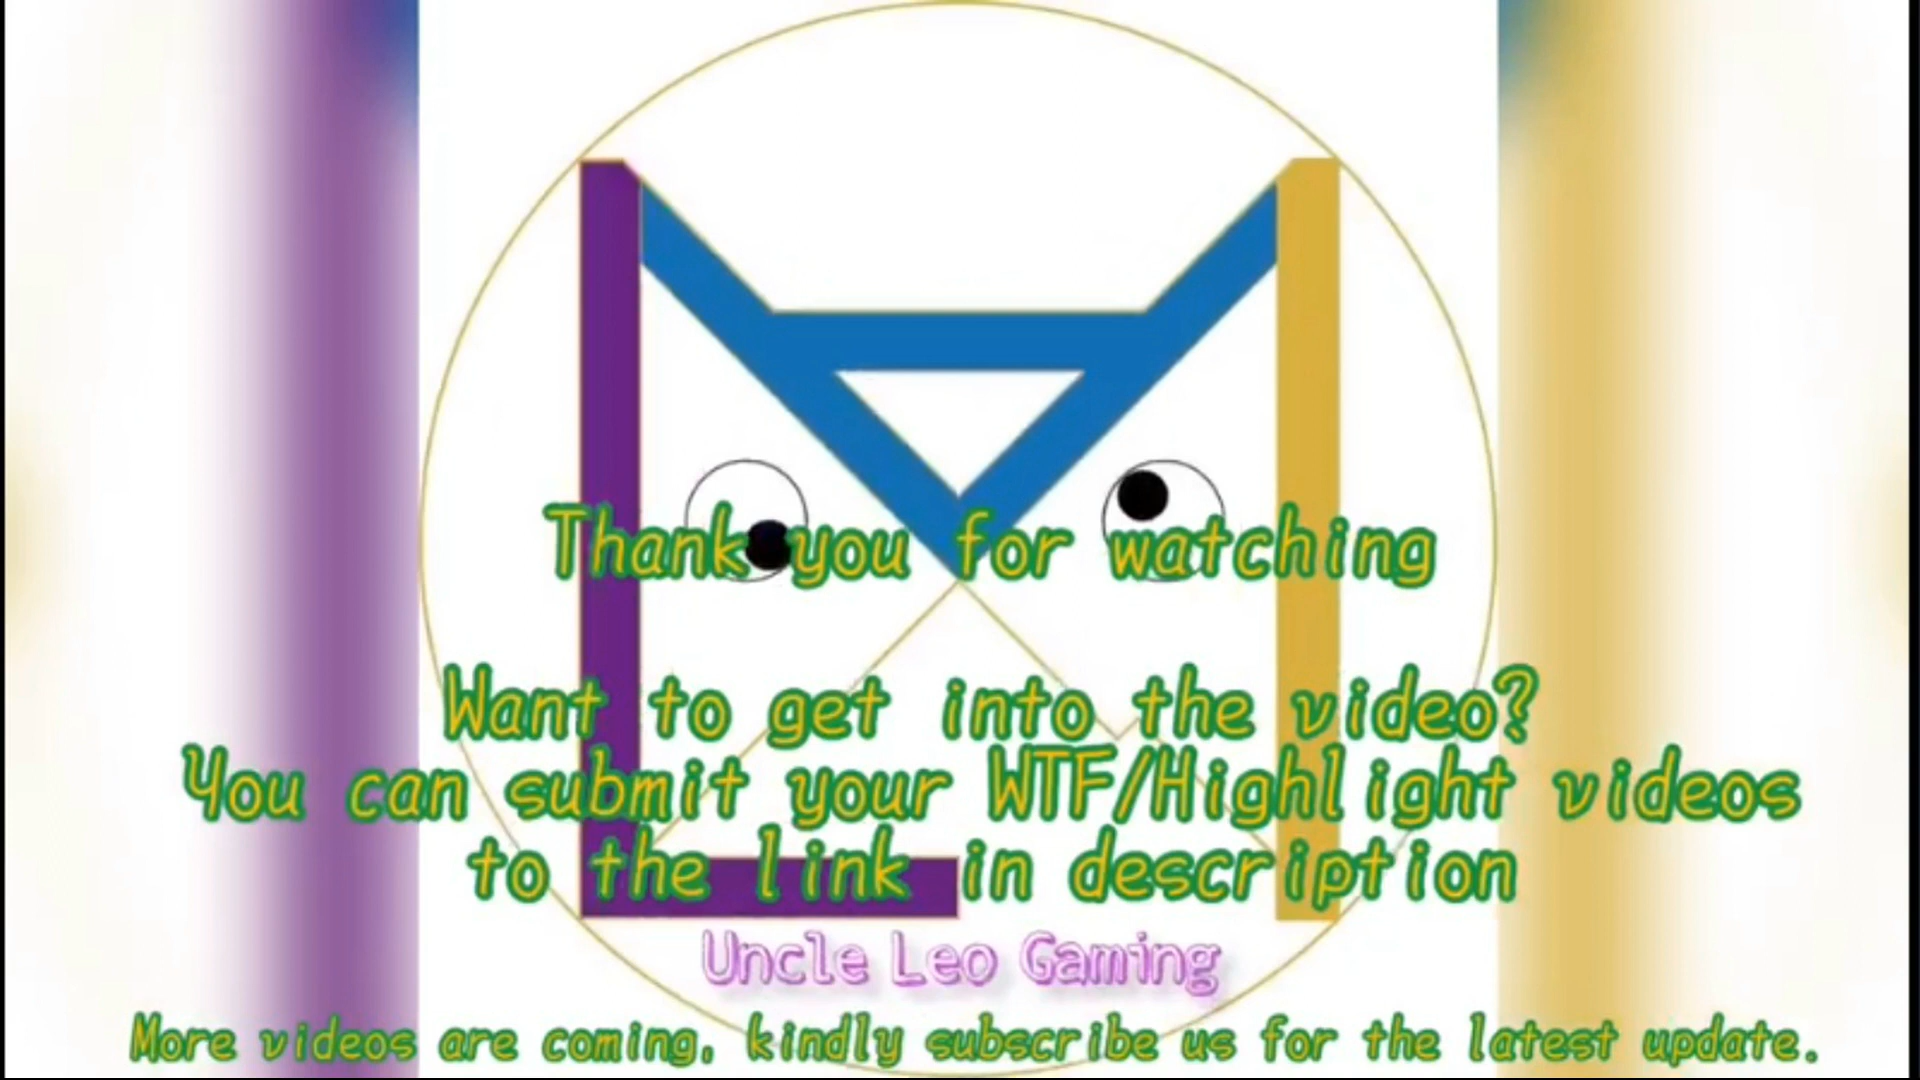 Thank you for watching
Want to get into the video?
You can submit your WTF/Highlight videos
to the link in description
Uncle Leo Gaming
More videos are coming, kindly subscribe us for the latest update.